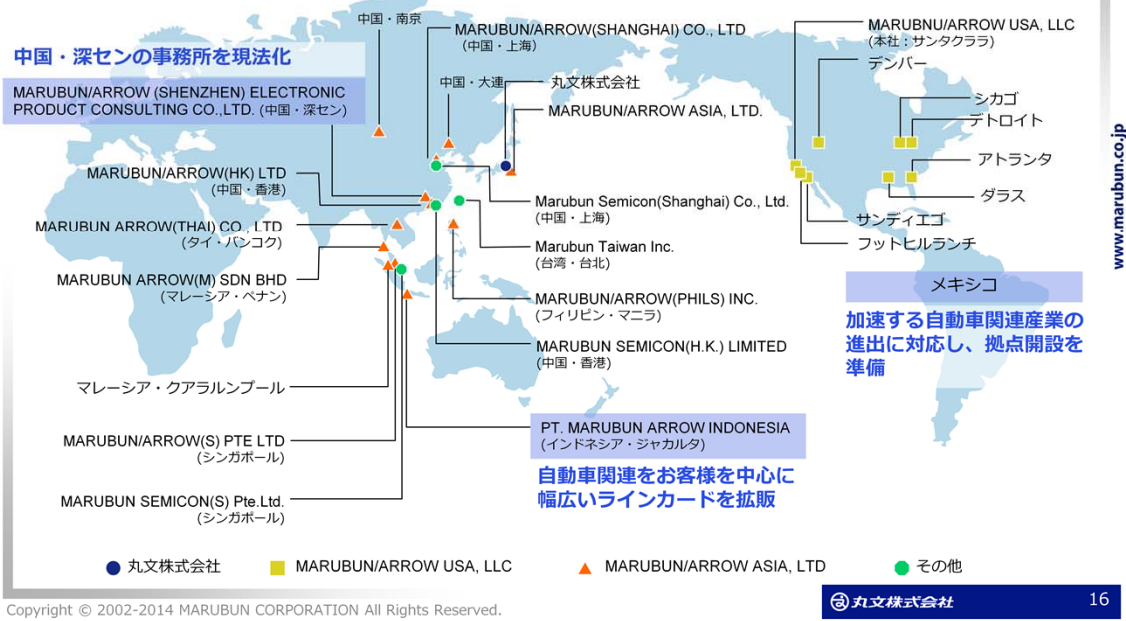 中国・南京
MARUBUN/ARROW(SHANGHAI) CO., LTD
(中国・上海)
MARUBNU/ARROW USA, LLC
(本社：サンタクララ)
中国・深センの事務所を現法化
デンバー
MARUBUN/ARROW (SHENZHEN) ELECTRONIC
PRODUCT CONSULTING CO.,LTD. (中国・深セン)
中国・大連
丸文株式会社
MARUBUN/ARROW ASIA, LTD.
シカゴ
デトロイト
アトランタ
ダラス
サンディエゴ
フットヒルランチ
MARUBUN/ARROW(HK) LTD
(中国・香港)
Marubun Semicon(Shanghai) Co., Ltd.
(中国・上海)
MARUBUN ARROW(THAI) CO., LTD
(タイ・バンコク)
Marubun Taiwan Inc.
(台湾・台北)
MARUBUN ARROW(M) SDN BHD
(マレーシア・ペナン)
MARUBUN/ARROW(PHILS) INC.
(フィリピン・マニラ)
メキシコ
加速する自動車関連産業の
進出に対応し、拠点開設を
準備
MARUBUN SEMICON(H.K.) LIMITED
(中国・香港)
マレーシア・クアラルンプール
MARUBUN/ARROW(S) PTE LTD
(シンガポール)
PT. MARUBUN ARROW INDONESIA
(インドネシア・ジャカルタ)
自動車関連をお客様を中心に
幅広いラインカードを拡販
MARUBUN SEMICON(S) Pte.Ltd.
(シンガポール)
丸文株式会社
MARUBUN/ARROW USA, LLC
MARUBUN/ARROW ASIA, LTD
その他
www.marubun.co.jp
Copyright © 2002-2014 MARUBUN CORPORATION All Rights Reserved.
丸文株式会社
16